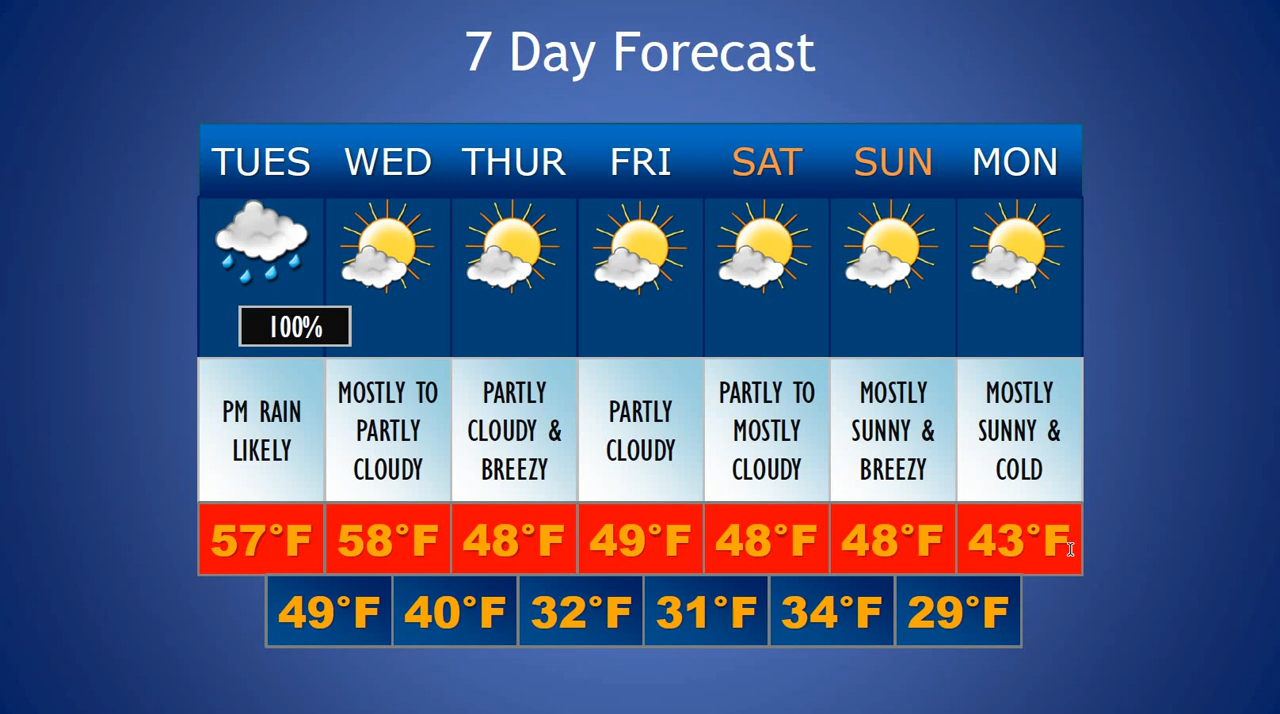 7 Day Forecast
TUES WED THUR FRI SAT SUN MON
100%
PM RAIN
LIKELY
MOSTLY TO
PARTLY
CLOUDY
PARTLY
CLOUDY &
BREEZY
PARTLY
CLOUDY
PARTLY TO
MOSTLY
CLOUDY
MOSTLY
SUNNY &
BREEZY
MOSTLY
SUNNY &
COLD
57°F 58°F 48°F 49°F 48°F 48°F 43°F
49°F 40°F 32°F 31°F 34°F 29°F